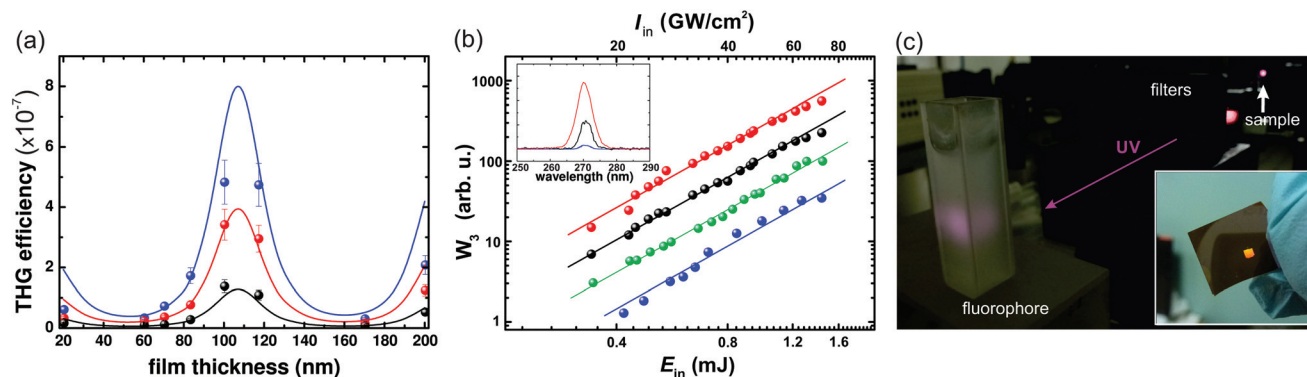 (a)
THG efficiency (x10⁻⁷)
8
6
4
2
0
20 40 60 80 100 120 140 160 180 200
film thickness (nm)
(b)
I_in (GW/cm²)
20 40 60 80
1000
100
10
1
W₃ (arb. u.)
250 260 270 280 290
wavelength (nm)
0.4 0.8 1.2 1.6
E_in (mJ)
(c)
filters
sample
UV
fluorophore